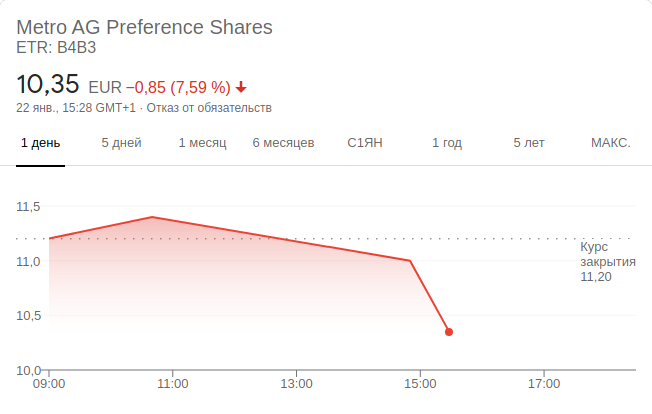 Metro AG Preference Shares
ETR: B4B3
10,35 EUR −0,85 (7,59 %)
22 янв., 15:28 GMT+1 · Отказ от обязательств
1 день 5 дней 1 месяц 6 месяцев С1ЯН 1 год 5 лет МАКС.
11,5
Курс
закрытия
11,20
11,0
10,5
10,0
09:00 11:00 13:00 15:00 17:00